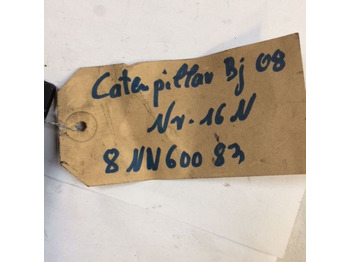 Caterpillar Bj 08
Nr. 16 N
8 NN600 83